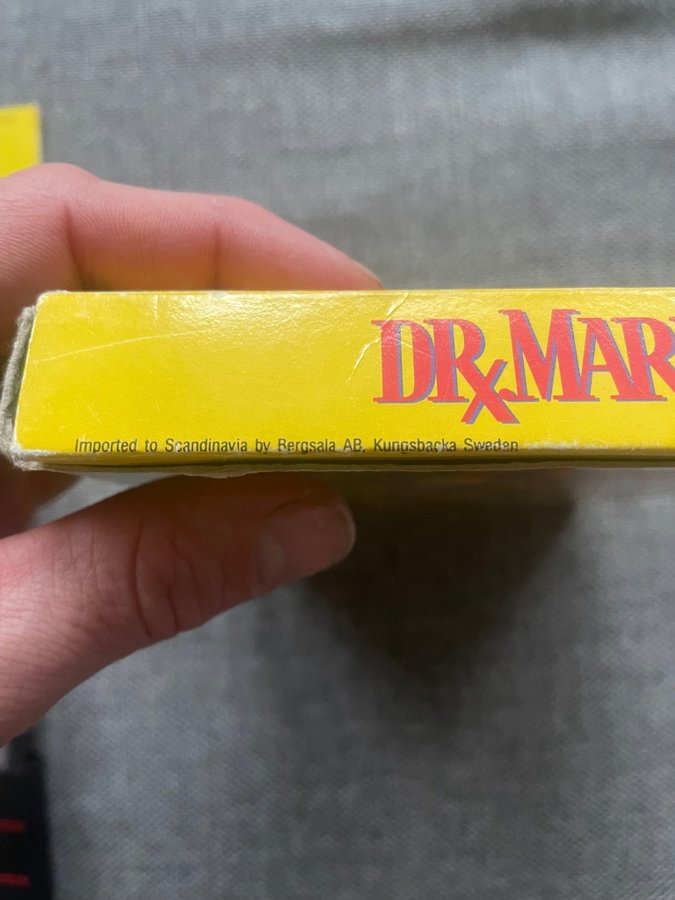 DR. MAR
Imported to Scandinavia by Bergsala AB, Kungsbacka Sweden